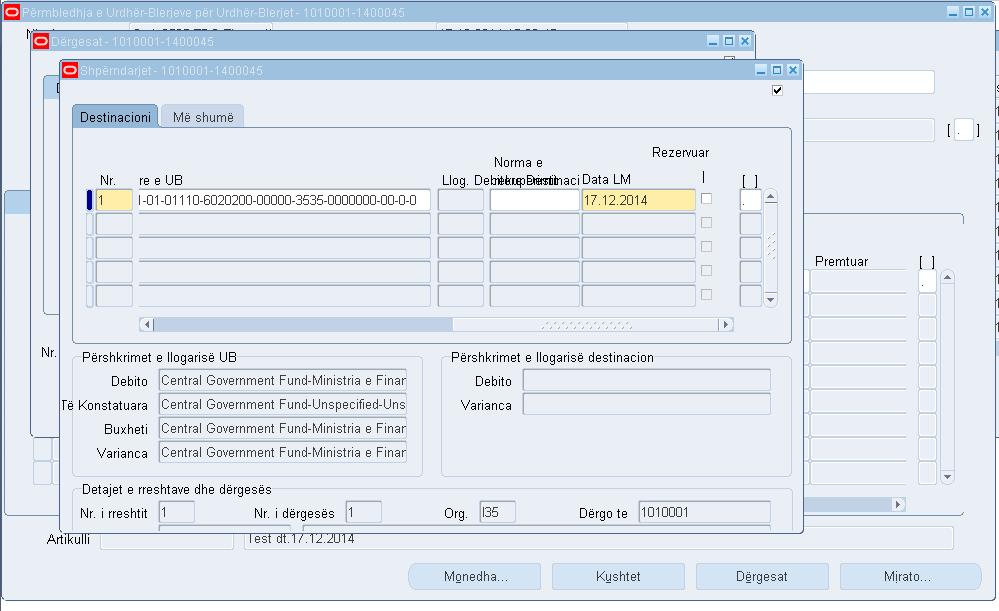 Përmbledhja e Urdhër-Blerjeve për Urdhër-Blerjet - 1010001-1400045
Dërgesat - 1010001-1400045
Shpërndarjet - 1010001-1400045
Destinacioni
Më shumë
[ . ]
Rezervuar
Norma e
Nr.
re e UB
Llog.
Data LM
[ ]
1
-01-01110-6020200-00000-3535-0000000-00-0-0
17.12.2014
.
Premtuar
[ ]
.
Nr.
Përshkrimet e llogarisë UB
Debito
Central Government Fund-Ministria e Finar
Të Konstatuara
Central Government Fund-Unspecified-Uns
Buxheti
Central Government Fund-Ministria e Finar
Varianca
Central Government Fund-Ministria e Finar
Përshkrimet e llogarisë destinacion
Debito
Varianca
Detajet e rreshtave dhe dërgesës
Nr. i rreshtit
1
Nr. i dërgesës
1
Org.
I35
Dërgo te
1010001
Artikulli
Test dt.17.12.2014
Monedha...
Kushtet
Dërgesat
Mirato...